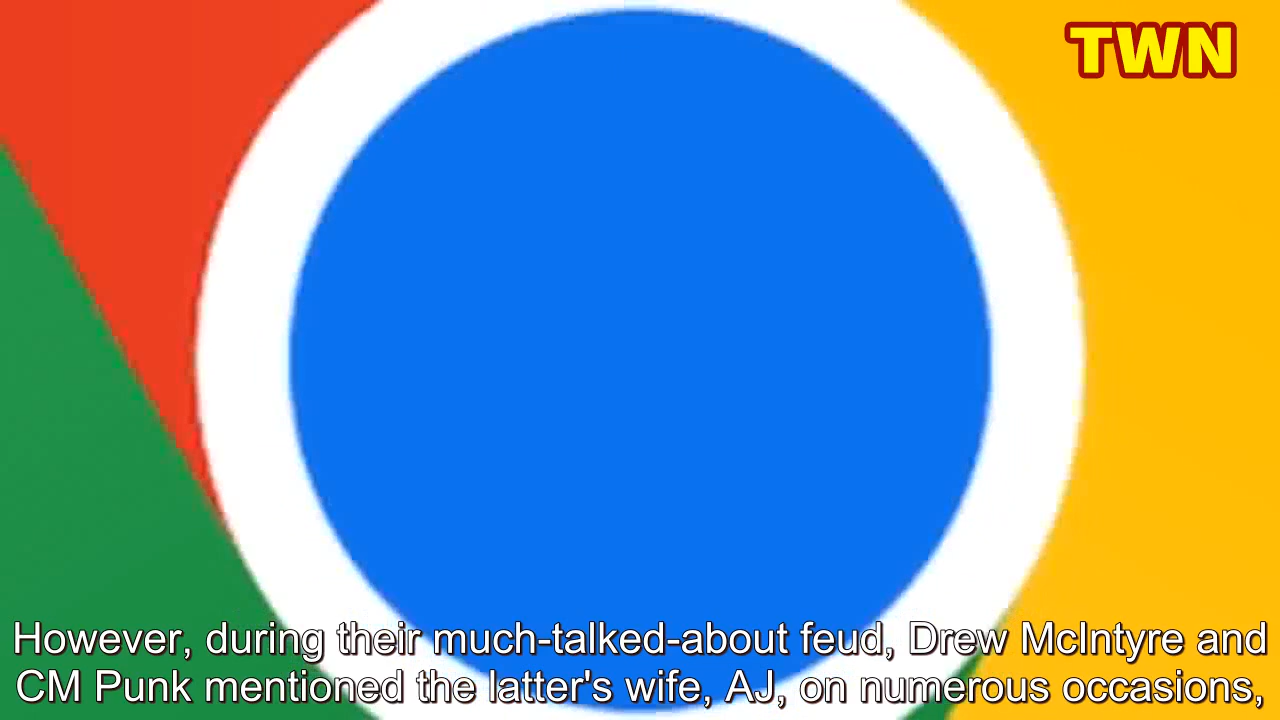 TWN
However, during their much-talked-about feud, Drew McIntyre and
CM Punk mentioned the latter's wife, AJ, on numerous occasions,